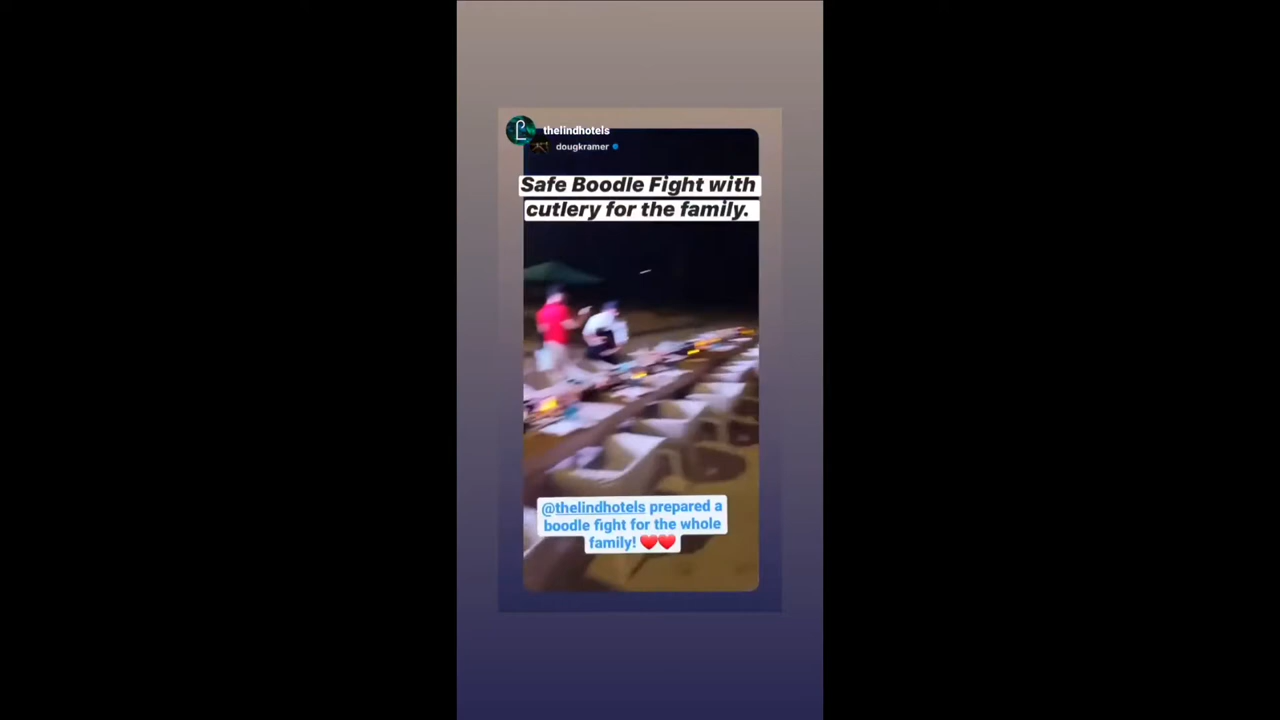 thelindhotels
dougkramer
Safe Boodle Fight with
cutlery for the family.
@thelindhotels prepared a
boodle fight for the whole
family! ❤️❤️